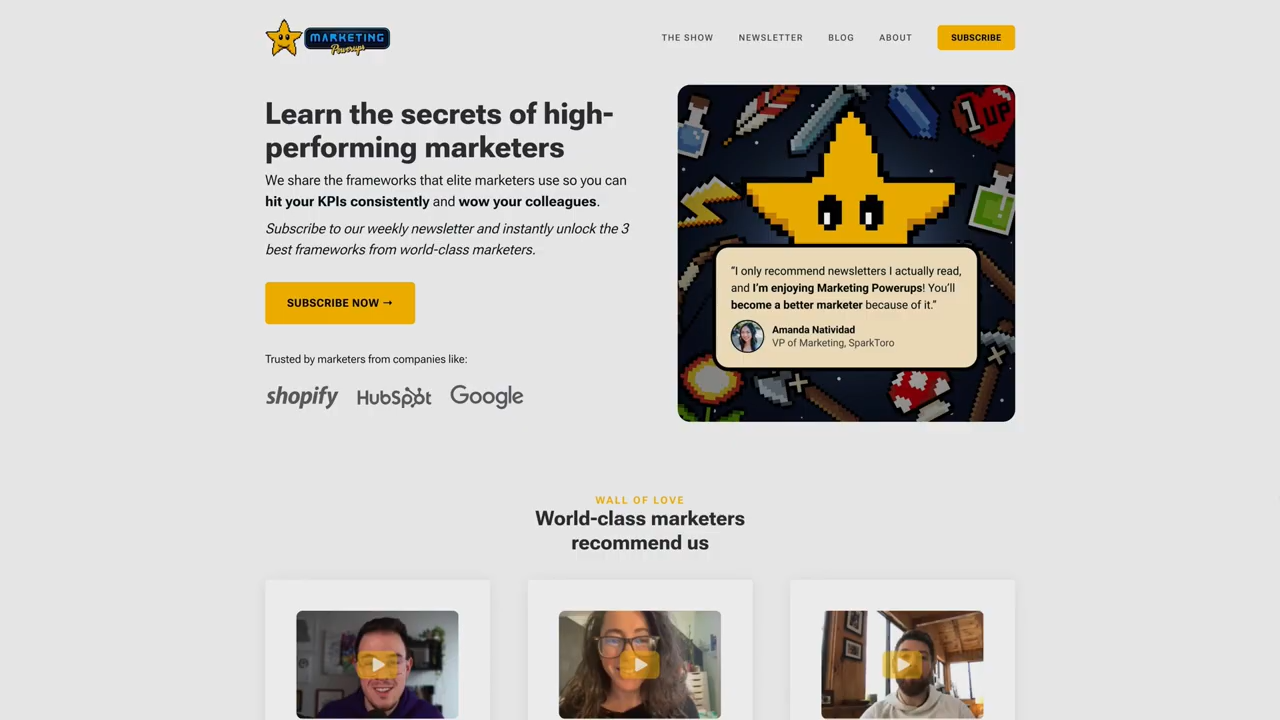 MARKETING
Powerups
THE SHOW
NEWSLETTER
BLOG
ABOUT
SUBSCRIBE
Learn the secrets of high-
performing marketers
We share the frameworks that elite marketers use so you can
hit your KPIs consistently and wow your colleagues.
Subscribe to our weekly newsletter and instantly unlock the 3
best frameworks from world-class marketers.
SUBSCRIBE NOW →
Trusted by marketers from companies like:
shopify
HubSpot
Google
1UP
“I only recommend newsletters I actually read,
and I’m enjoying Marketing Powerups! You’ll
become a better marketer because of it.”
Amanda Natividad
VP of Marketing, SparkToro
WALL OF LOVE
World-class marketers
recommend us